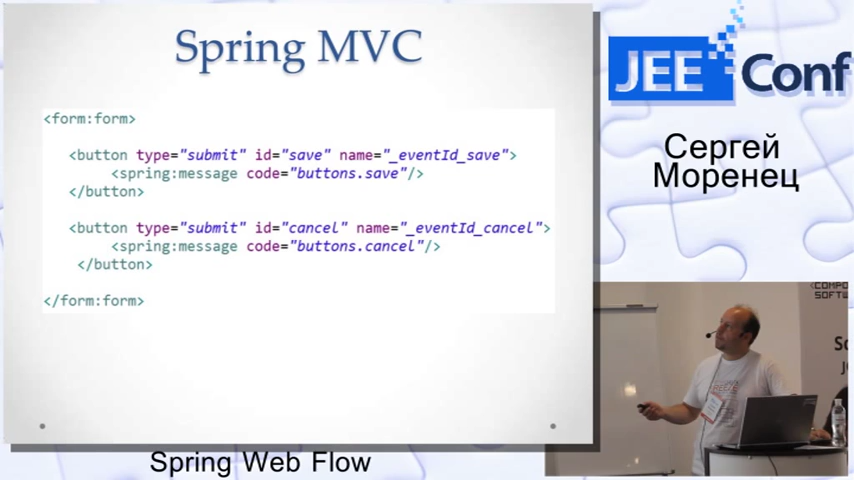 Spring MVC
<form:form>
<button type="submit" id="save" name="_eventId_save">
<spring:message code="buttons.save"/>
</button>
<button type="submit" id="cancel" name="_eventId_cancel">
<spring:message code="buttons.cancel"/>
</button>
</form:form>
JEE Conf
Сергей
Моренец
Spring Web Flow